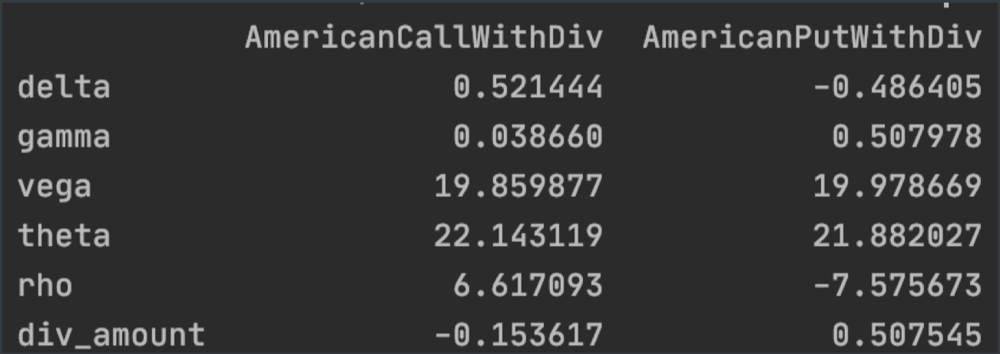 AmericanCallWithDiv AmericanPutWithDiv
delta 0.521444 -0.486405
gamma 0.038660 0.507978
vega 19.859877 19.978669
theta 22.143119 21.882027
rho 6.617093 -7.575673
div_amount -0.153617 0.507545